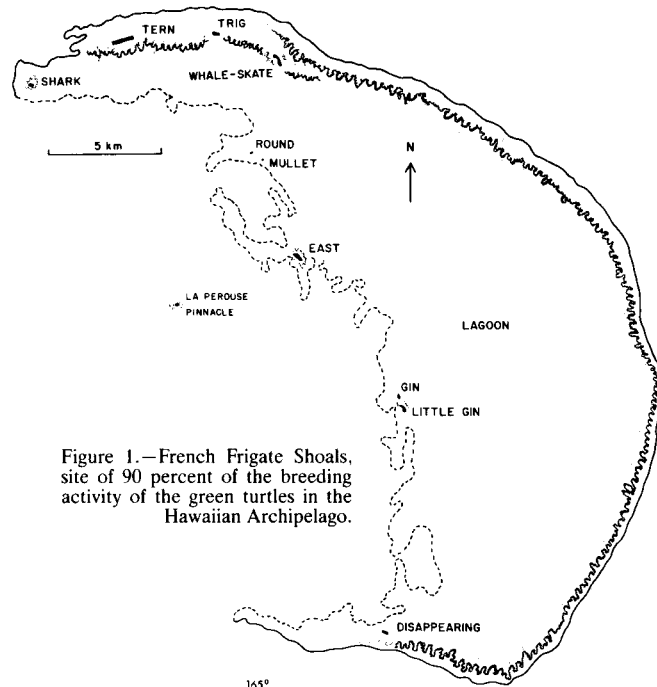 TERN
TRIG
WHALE-SKATE
SHARK
5 km
ROUND
MULLET
N
EAST
LA PEROUSE
PINNACLE
LAGOON
GIN
LITTLE GIN
Figure 1.—French Frigate Shoals,
site of 90 percent of the breeding
activity of the green turtles in the
Hawaiian Archipelago.
DISAPPEARING
165°